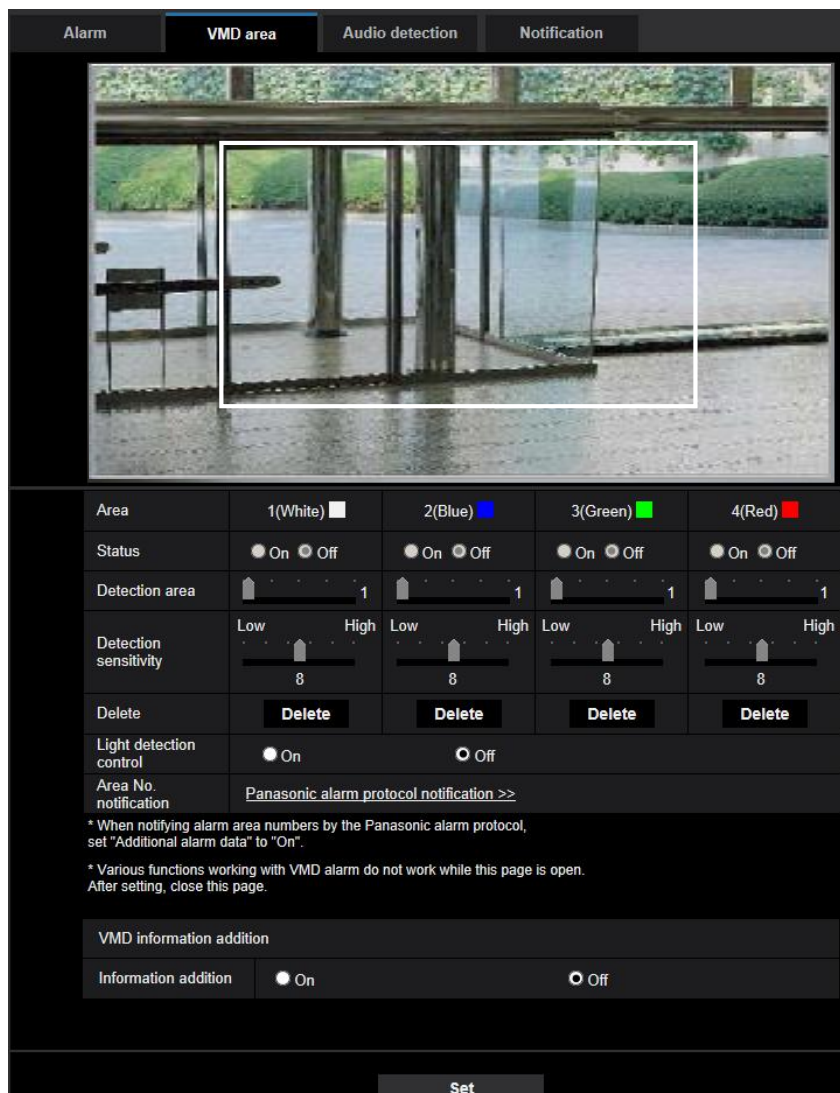 Alarm VMD area Audio detection Notification
Area 1(White) 2(Blue) 3(Green) 4(Red)
Status On Off On Off On Off On Off
Detection area 1 1 1 1
Detection sensitivity Low High Low High Low High Low High
8 8 8 8
Delete Delete Delete Delete Delete
Light detection control On Off
Area No. notification Panasonic alarm protocol notification >>
* When notifying alarm area numbers by the Panasonic alarm protocol,
set "Additional alarm data" to "On".
* Various functions working with VMD alarm do not work while this page is open.
After setting, close this page.
VMD information addition
Information addition On Off
Set